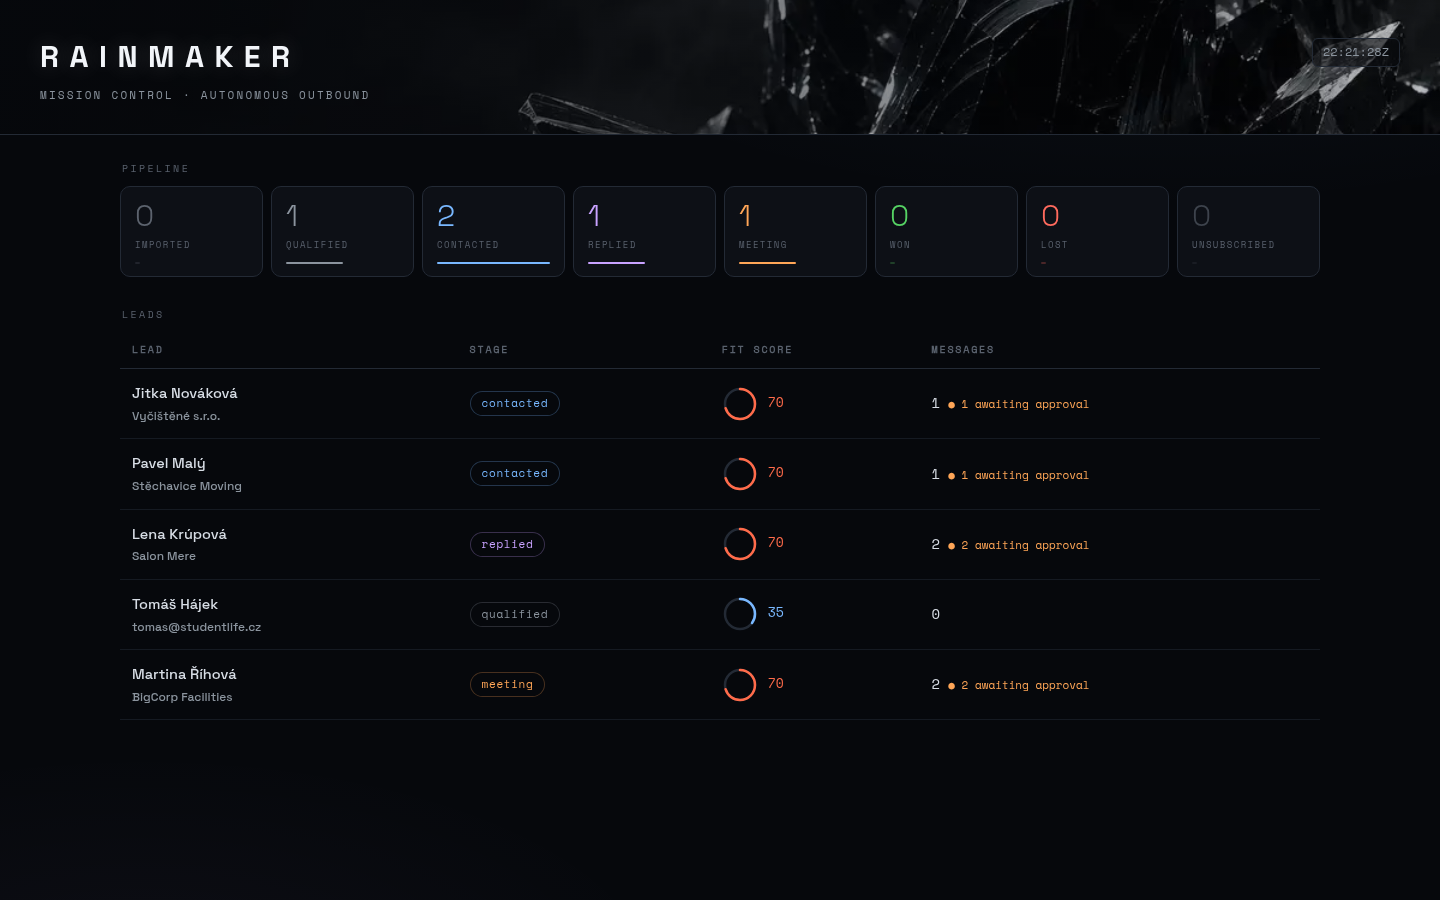 RAINMAKER
MISSION CONTROL · AUTONOMOUS OUTBOUND
22:21:28Z
PIPELINE
0 1 2 1 1 0 0 0
IMPORTED QUALIFIED CONTACTED REPLIED MEETING WON LOST UNSUBSCRIBED
LEADS
LEAD STAGE FIT SCORE MESSAGES
Jitka Nováková
Vyčištěné s.r.o.
contacted 70 1 ● 1 awaiting approval
Pavel Malý
Stěchavice Moving
contacted 70 1 ● 1 awaiting approval
Lena Krúpová
Salon Mere
replied 70 2 ● 2 awaiting approval
Tomáš Hájek
tomas@studentlife.cz
qualified 35 0
Martina Říhová
BigCorp Facilities
meeting 70 2 ● 2 awaiting approval